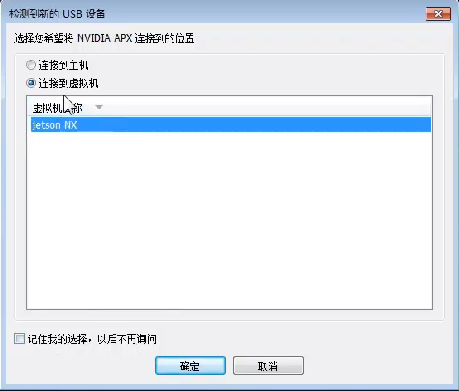 检测到新的 USB 设备
选择您希望将 NVIDIA APX 连接到的位置
连接到主机
连接到虚拟机
虚拟机 称
jetson NX
记住我的选择，以后不再询问
确定
取消